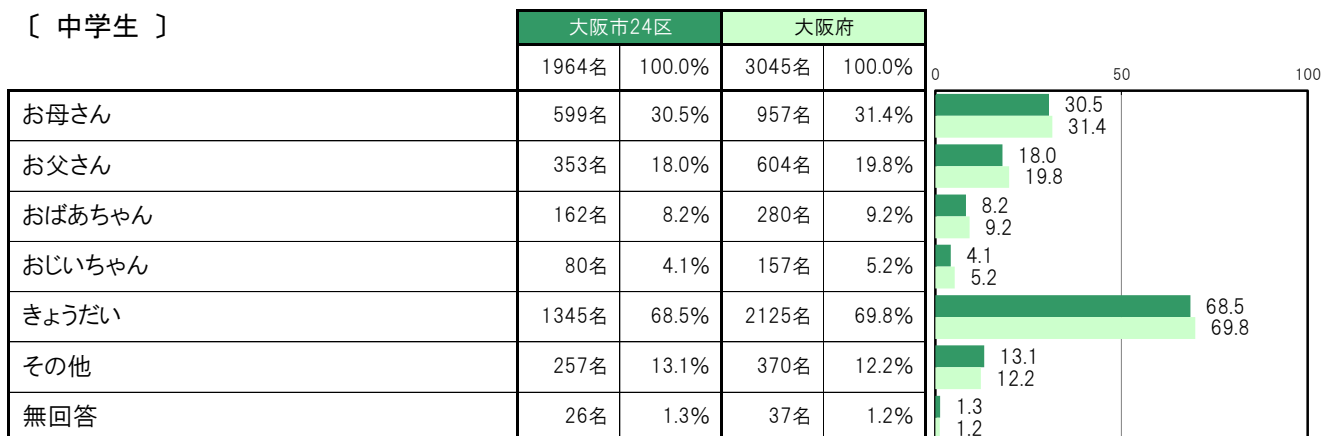 〔 中学生 〕
大阪市24区 大阪府
1964名 100.0% 3045名 100.0%
0 50 100
お母さん 599名 30.5% 957名 31.4%
30.5
31.4
お父さん 353名 18.0% 604名 19.8%
18.0
19.8
おばあちゃん 162名 8.2% 280名 9.2%
8.2
9.2
おじいちゃん 80名 4.1% 157名 5.2%
4.1
5.2
きょうだい 1345名 68.5% 2125名 69.8%
68.5
69.8
その他 257名 13.1% 370名 12.2%
13.1
12.2
無回答 26名 1.3% 37名 1.2%
1.3
1.2